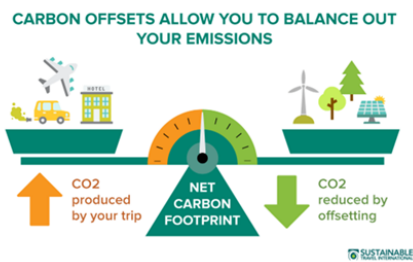 CARBON OFFSETS ALLOW YOU TO BALANCE OUT
YOUR EMISSIONS
HOTEL
CO2
produced
by your trip
NET
CARBON
FOOTPRINT
CO2
reduced by
offsetting
SUSTAINABLE
TRAVEL INTERNATIONAL